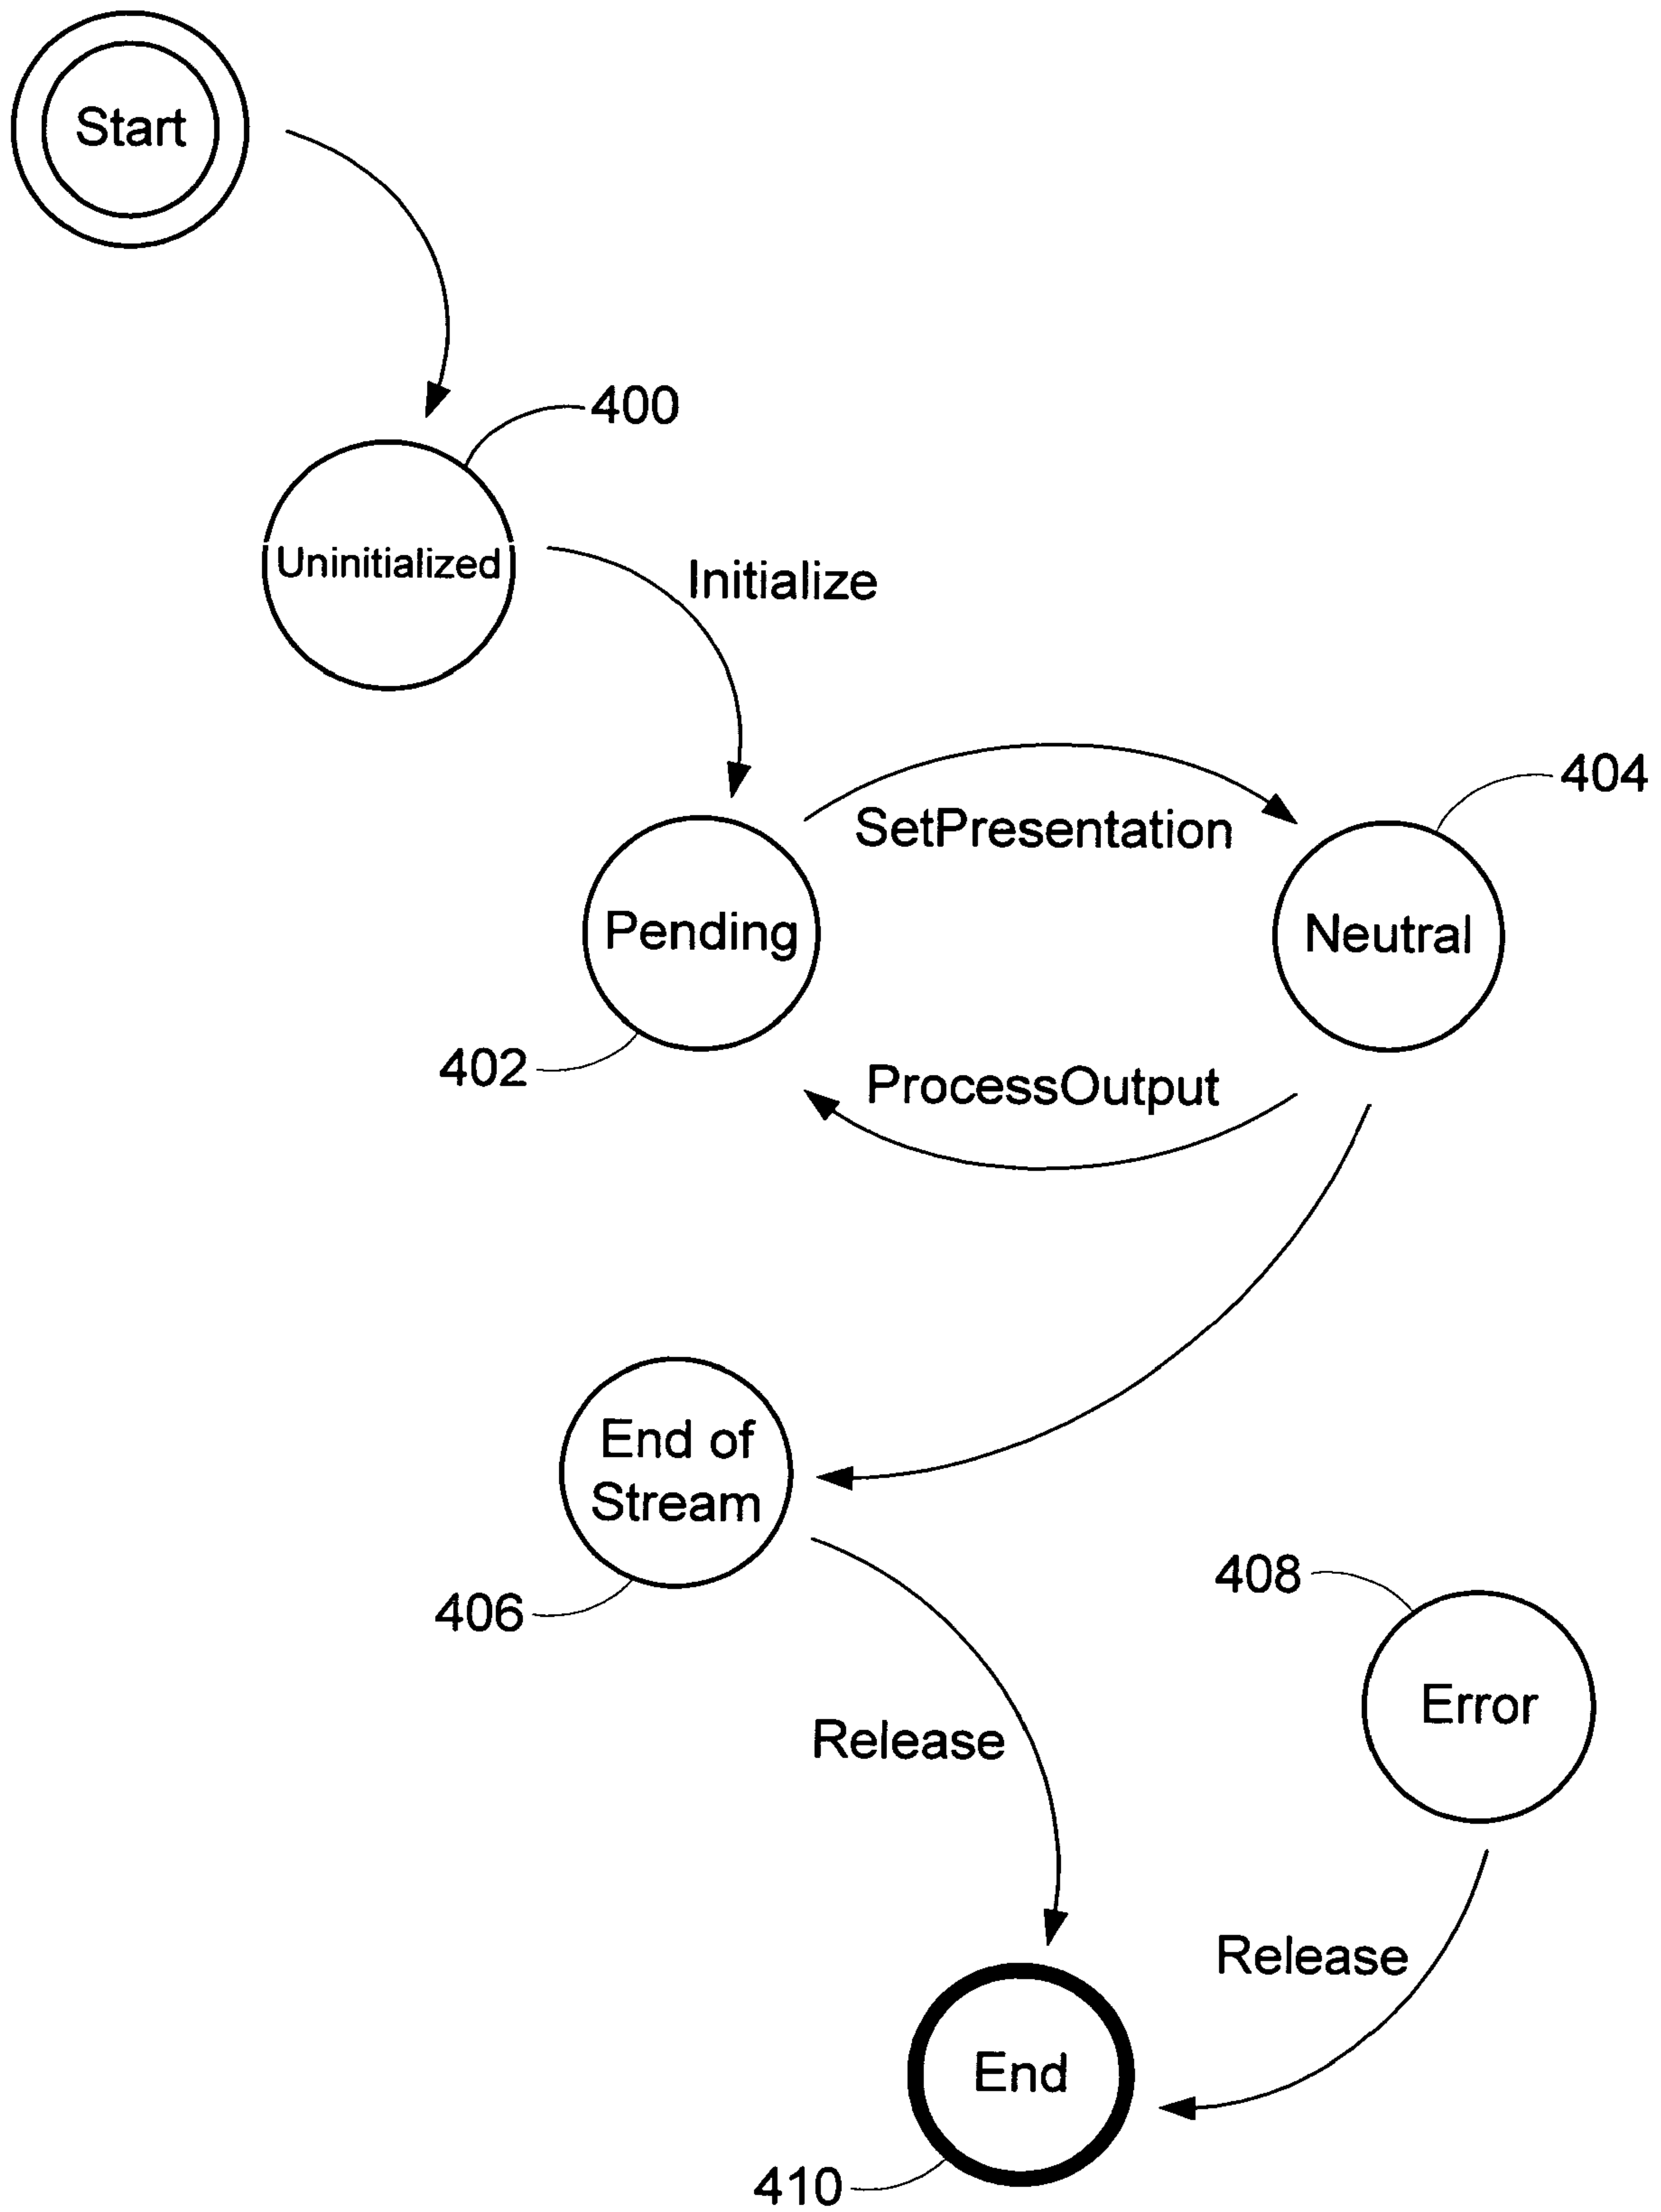 Start
400
Uninitialized
Initialize
404
SetPresentation
Pending
Neutral
402
ProcessOutput
End of
Stream
408
406
Error
Release
Release
End
410